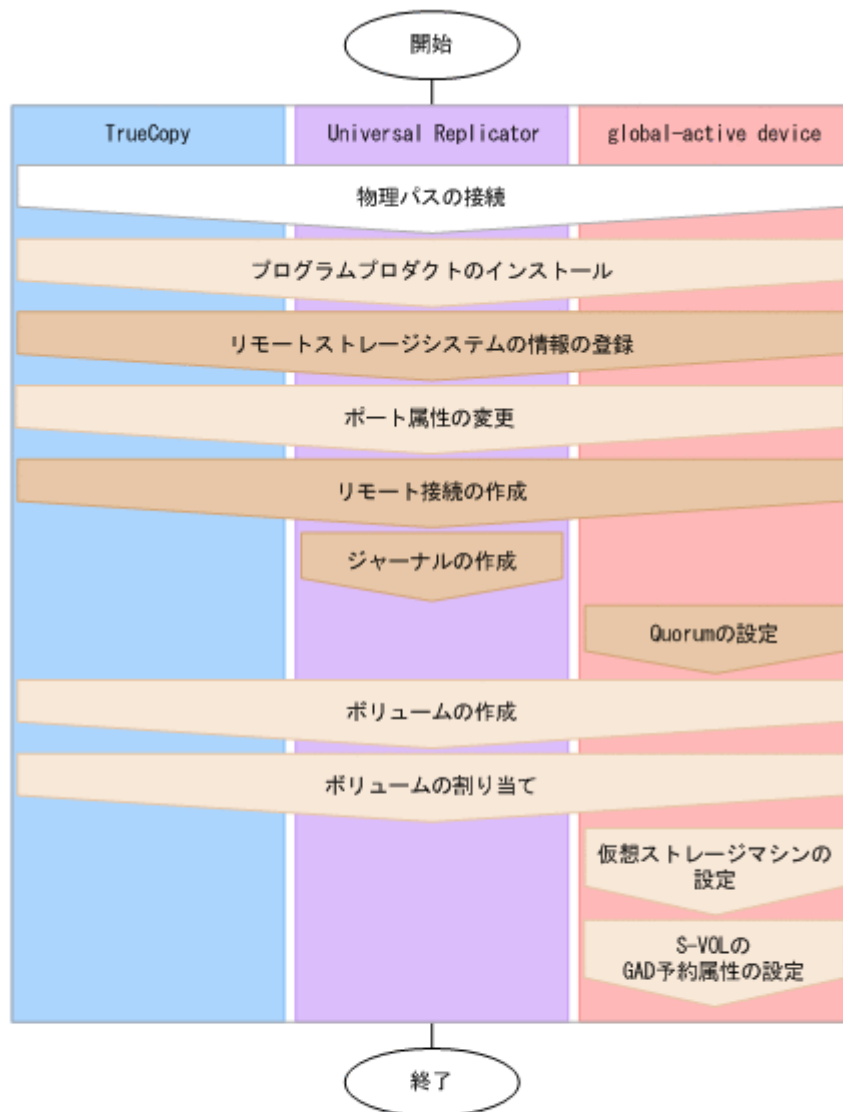 開始
TrueCopy
Universal Replicator
global-active device
物理パスの接続
プログラムプロダクトのインストール
リモートストレージシステムの情報の登録
ポート属性の変更
リモート接続の作成
ジャーナルの作成
Quorumの設定
ボリュームの作成
ボリュームの割り当て
仮想ストレージマシンの
設定
S-VOLの
GAD予約属性の設定
終了